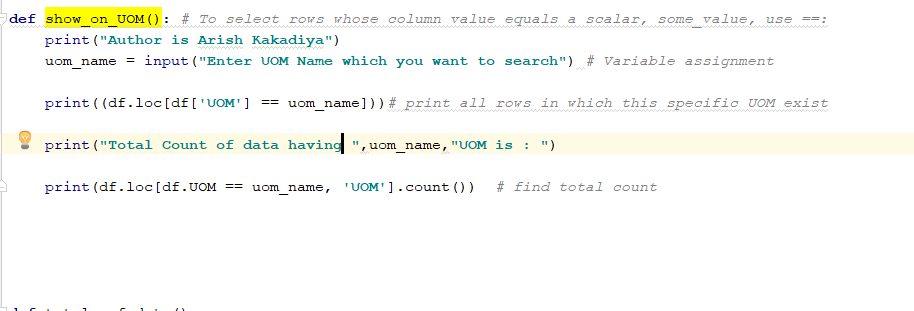 def show_on_UOM(): # To select rows whose column value equals a scalar, some_value, use ==:
print("Author is Arish Kakadiya")
uom_name = input("Enter UOM Name which you want to search") # Variable assignment
print((df.loc[df['UOM'] == uom_name]))# print all rows in which this specific UOM exist
print("Total Count of data having ",uom_name,"UOM is : ")
print(df.loc[df.UOM == uom_name, 'UOM'].count()) # find total count